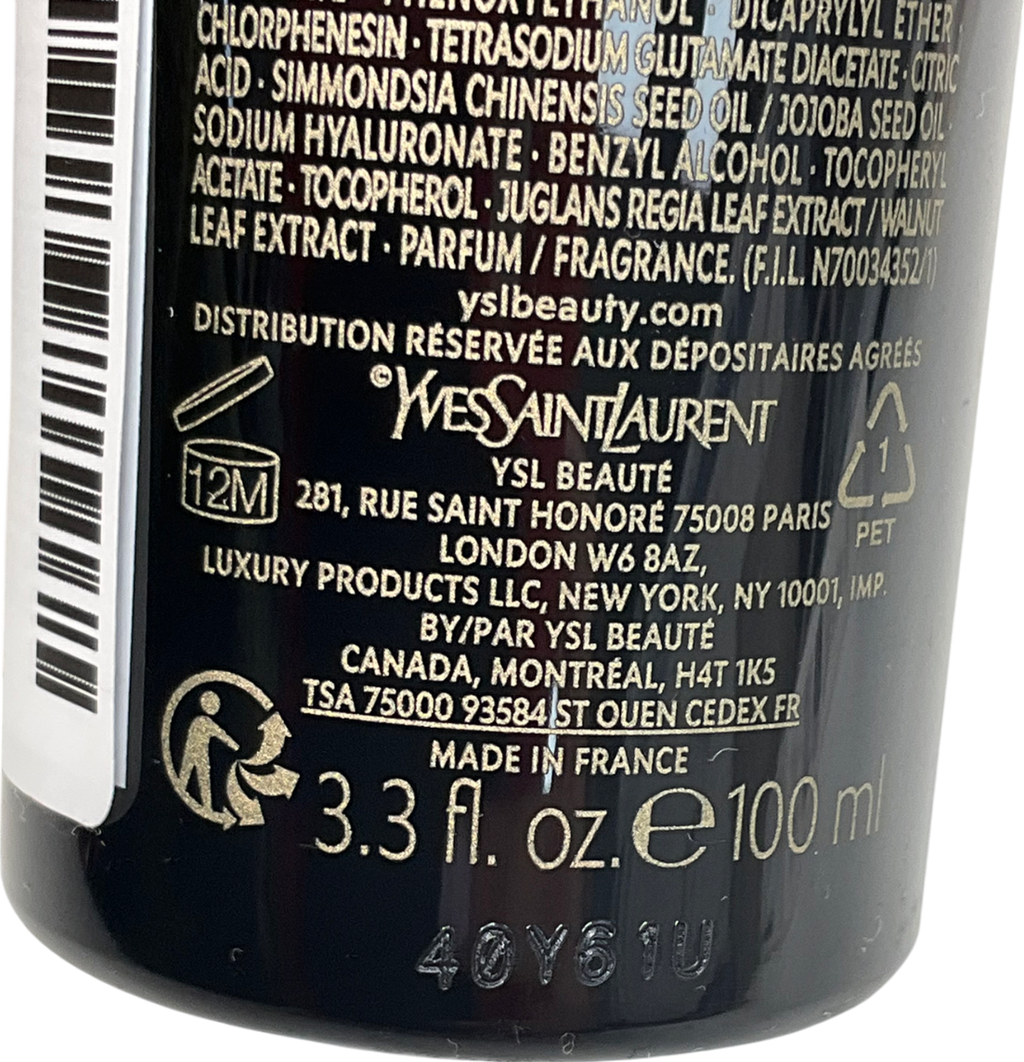 PHENOXYETHANOL · DICAPRYLYL ETHER ·
CHLORPHENESIN · TETRASODIUM GLUTAMATE DIACETATE · CITRIC
ACID · SIMMONDSIA CHINENSIS SEED OIL / JOJOBA SEED OIL ·
SODIUM HYALURONATE · BENZYL ALCOHOL · TOCOPHERYL
ACETATE · TOCOPHEROL · JUGLANS REGIA LEAF EXTRACT / WALNUT
LEAF EXTRACT · PARFUM / FRAGRANCE. (F.I.L. N70034352/1)
yslbeauty.com
DISTRIBUTION RÉSERVÉE AUX DÉPOSITAIRES AGRÉÉS
©YVESSAINTLAURENT
YSL BEAUTÉ
12M
281, RUE SAINT HONORÉ 75008 PARIS
1
PET
LONDON W6 8AZ,
LUXURY PRODUCTS LLC, NEW YORK, NY 10001, IMP.
BY/PAR YSL BEAUTÉ
CANADA, MONTRÉAL, H4T 1K5
TSA 75000 93584 ST OUEN CEDEX FR
MADE IN FRANCE
3.3 fl. oz. e 100 ml
40Y61U